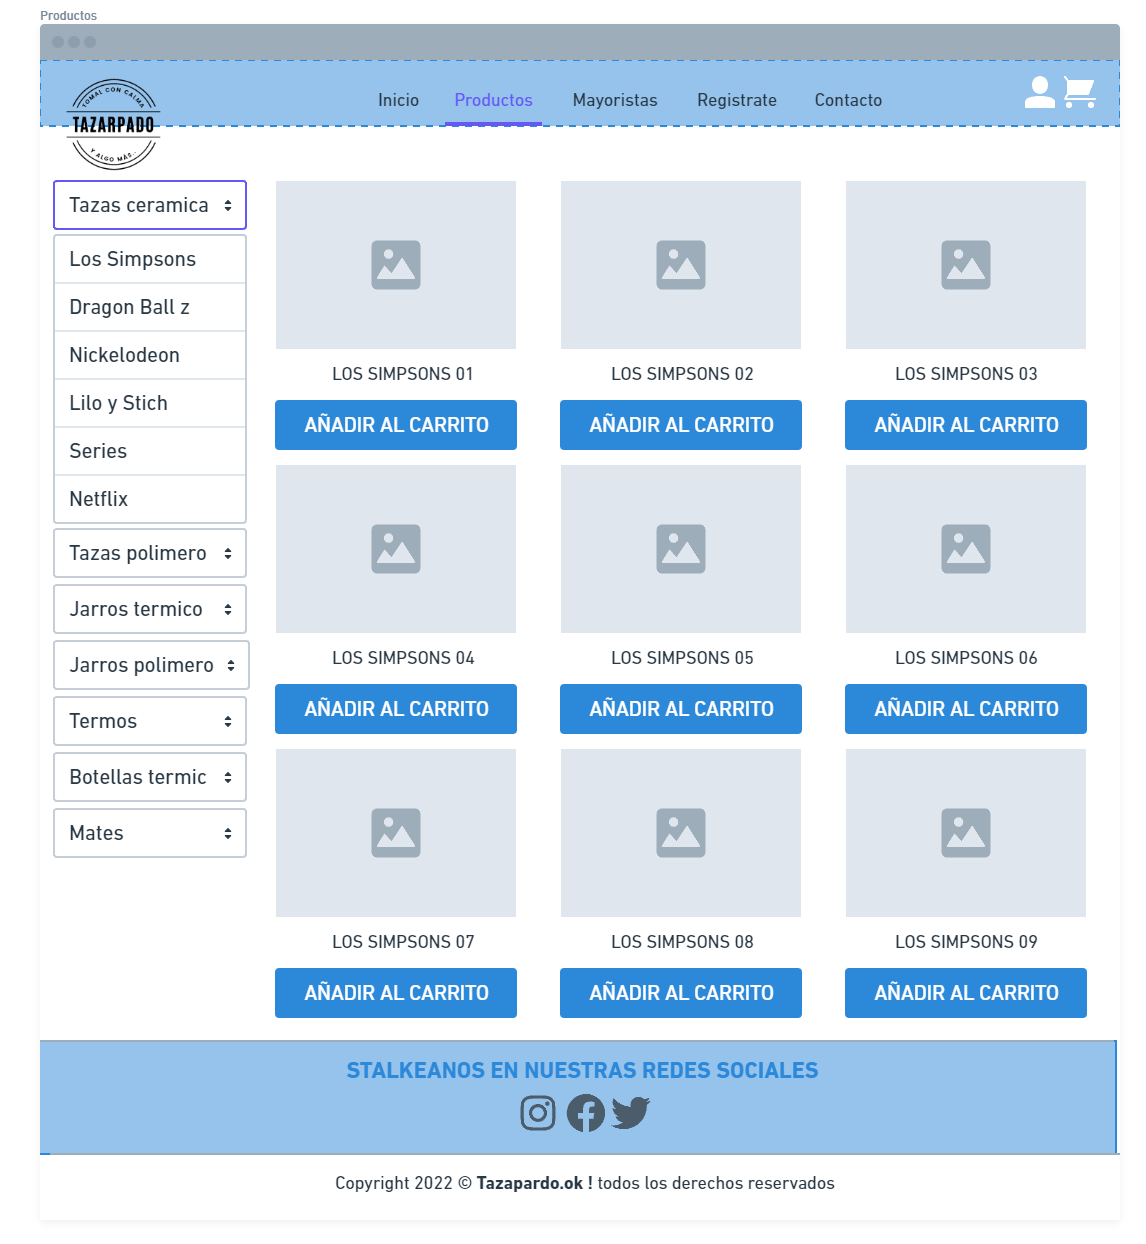 Productos
TOMAL CON CALMA
TAZARPADO
Y ALGO MÁS..
Inicio Productos Mayoristas Registrate Contacto
Tazas ceramica
Los Simpsons
Dragon Ball z
Nickelodeon
Lilo y Stich
Series
Netflix
Tazas polimero
Jarros termico
Jarros polimero
Termos
Botellas termic
Mates
LOS SIMPSONS 01 LOS SIMPSONS 02 LOS SIMPSONS 03
AÑADIR AL CARRITO AÑADIR AL CARRITO AÑADIR AL CARRITO
LOS SIMPSONS 04 LOS SIMPSONS 05 LOS SIMPSONS 06
AÑADIR AL CARRITO AÑADIR AL CARRITO AÑADIR AL CARRITO
LOS SIMPSONS 07 LOS SIMPSONS 08 LOS SIMPSONS 09
AÑADIR AL CARRITO AÑADIR AL CARRITO AÑADIR AL CARRITO
STALKEANOS EN NUESTRAS REDES SOCIALES
Copyright 2022 © Tazapardo.ok ! todos los derechos reservados